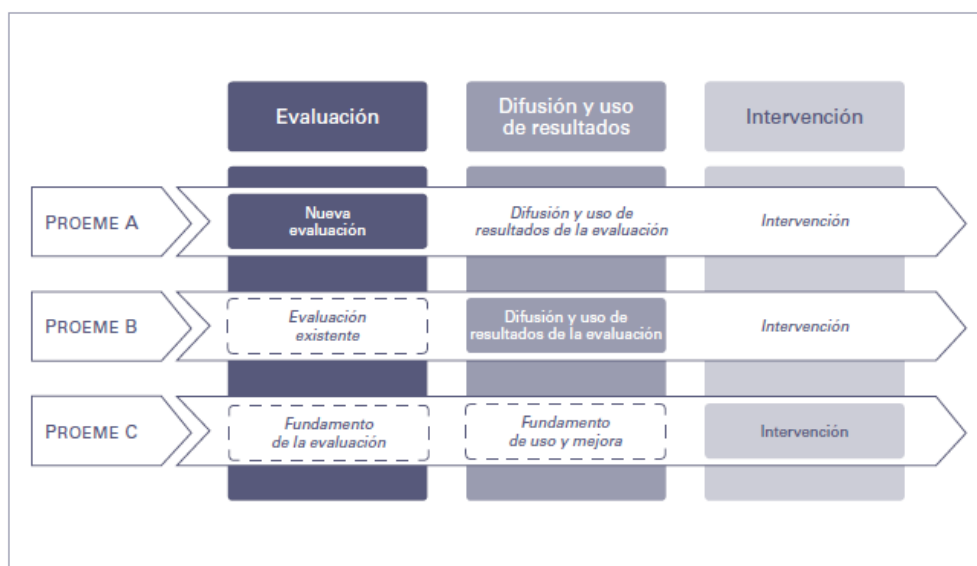 Evaluación
Difusión y uso
de resultados
Intervención
PROEME A
Nueva
evaluación
Difusión y uso de
resultados de la evaluación
Intervención
PROEME B
Evaluación
existente
Difusión y uso de
resultados de la evaluación
Intervención
PROEME C
Fundamento
de la evaluación
Fundamento
de uso y mejora
Intervención